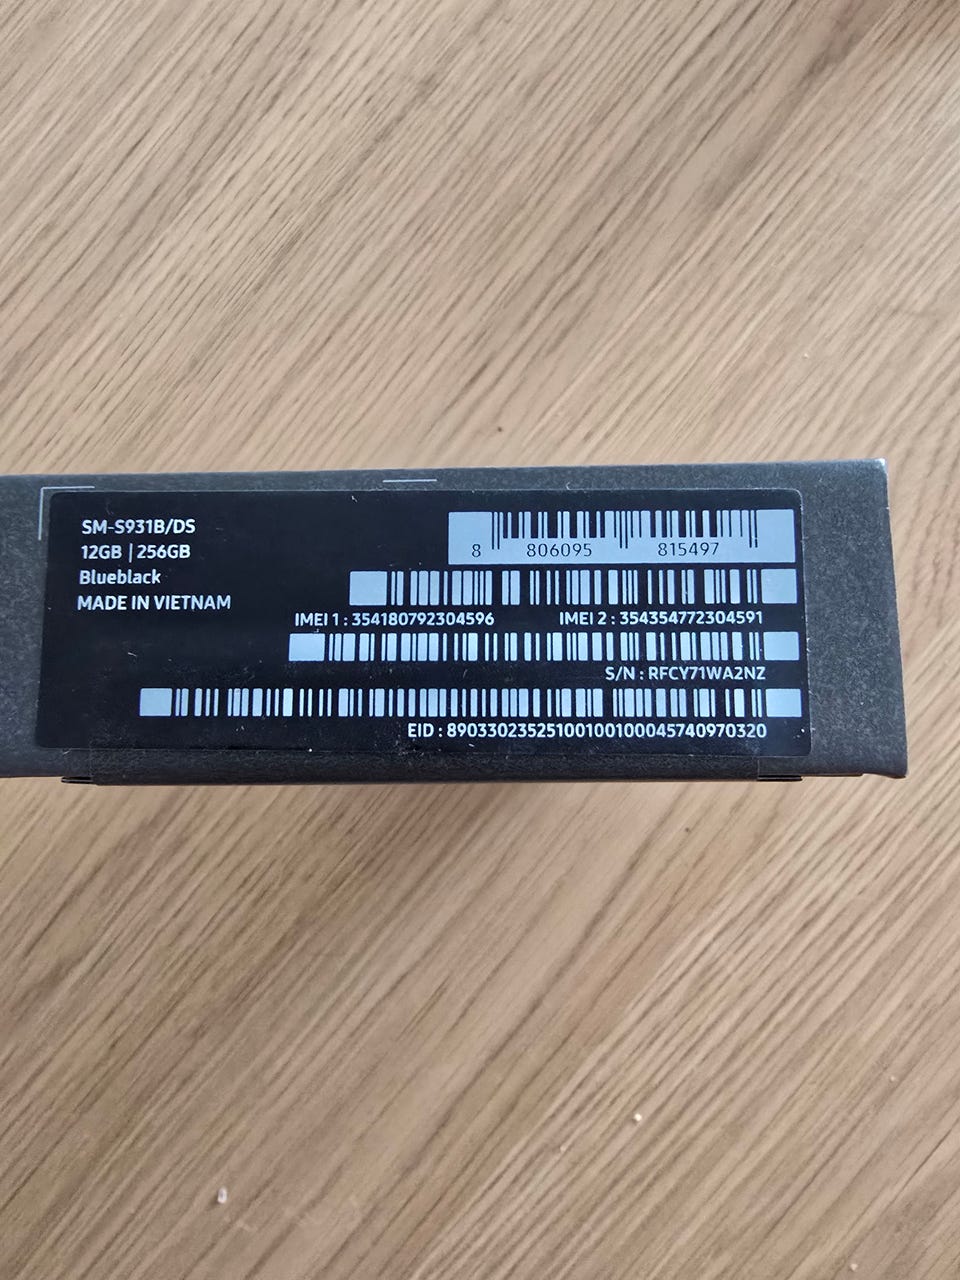 SM-S931B/DS
12GB | 256GB
Blueblack
MADE IN VIETNAM
8 806095 815497
IMEI 1 : 354180792304596 IMEI 2 : 354354772304591
S/N : RFCY71WA2NZ
EID : 89033023525100100100045740970320